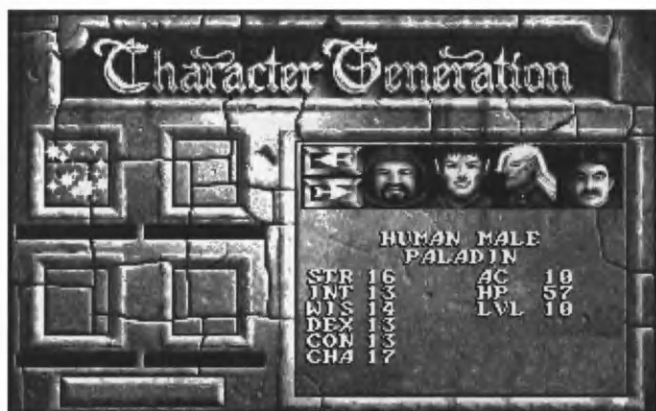 Character Generation
HUMAN MALE
PALADIN
STR 16 AC 10
INT 13 HP 57
WIS 14 LVL 10
DEX 13
CON 13
CHA 17